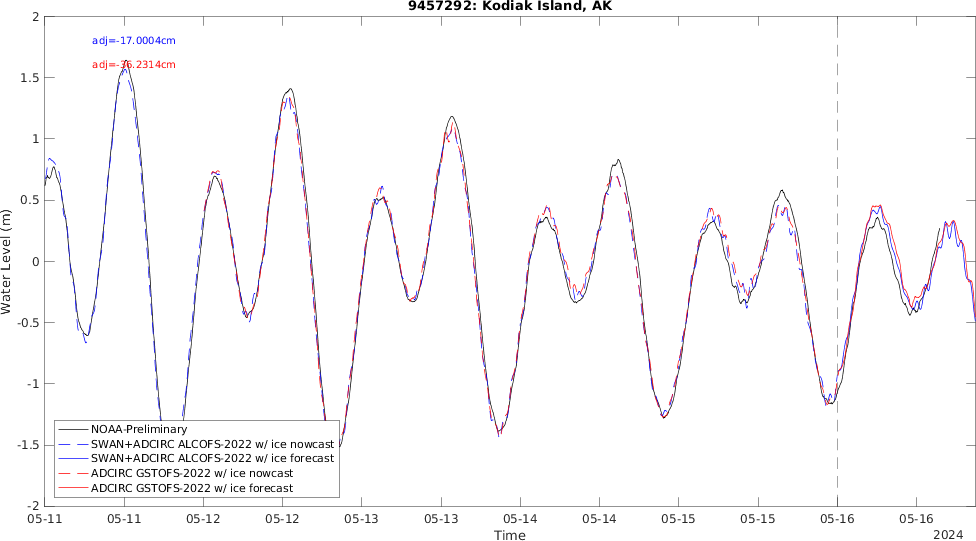 9457292: Kodiak Island, AK
2
adj=-17.0004cm
adj=-36.2314cm
1.5
1
0.5
0
-0.5
-1
-1.5
-2
Water Level (m)
NOAA-Preliminary
SWAN+ADCIRC ALCOFS-2022 w/ ice nowcast
SWAN+ADCIRC ALCOFS-2022 w/ ice forecast
ADCIRC GSTOFS-2022 w/ ice nowcast
ADCIRC GSTOFS-2022 w/ ice forecast
05-11 05-11 05-12 05-12 05-13 05-13 05-14 05-14 05-15 05-15 05-16 05-16
Time
2024